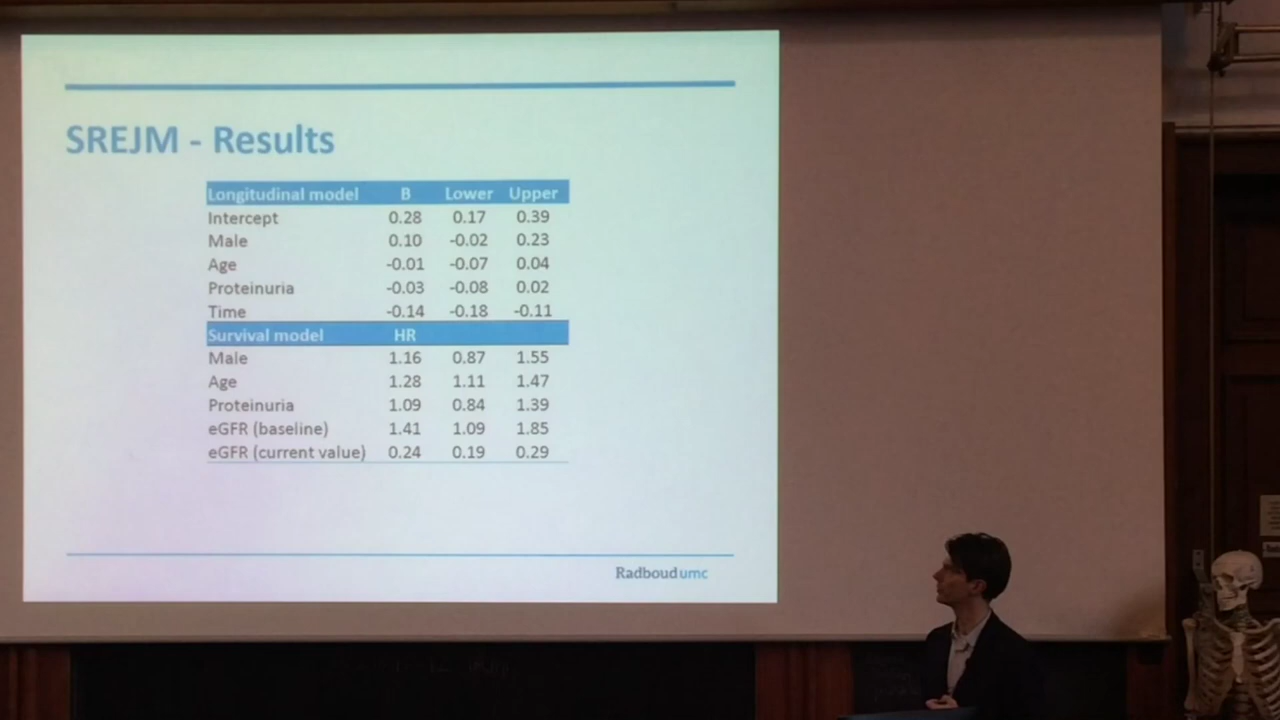 SREJM - Results
Longitudinal model B Lower Upper
Intercept 0.28 0.17 0.39
Male 0.10 -0.02 0.23
Age -0.01 -0.07 0.04
Proteinuria -0.03 -0.08 0.02
Time -0.14 -0.18 -0.11
Survival model HR
Male 1.16 0.87 1.55
Age 1.28 1.11 1.47
Proteinuria 1.09 0.84 1.39
eGFR (baseline) 1.41 1.09 1.85
eGFR (current value) 0.24 0.19 0.29
Radboudumc